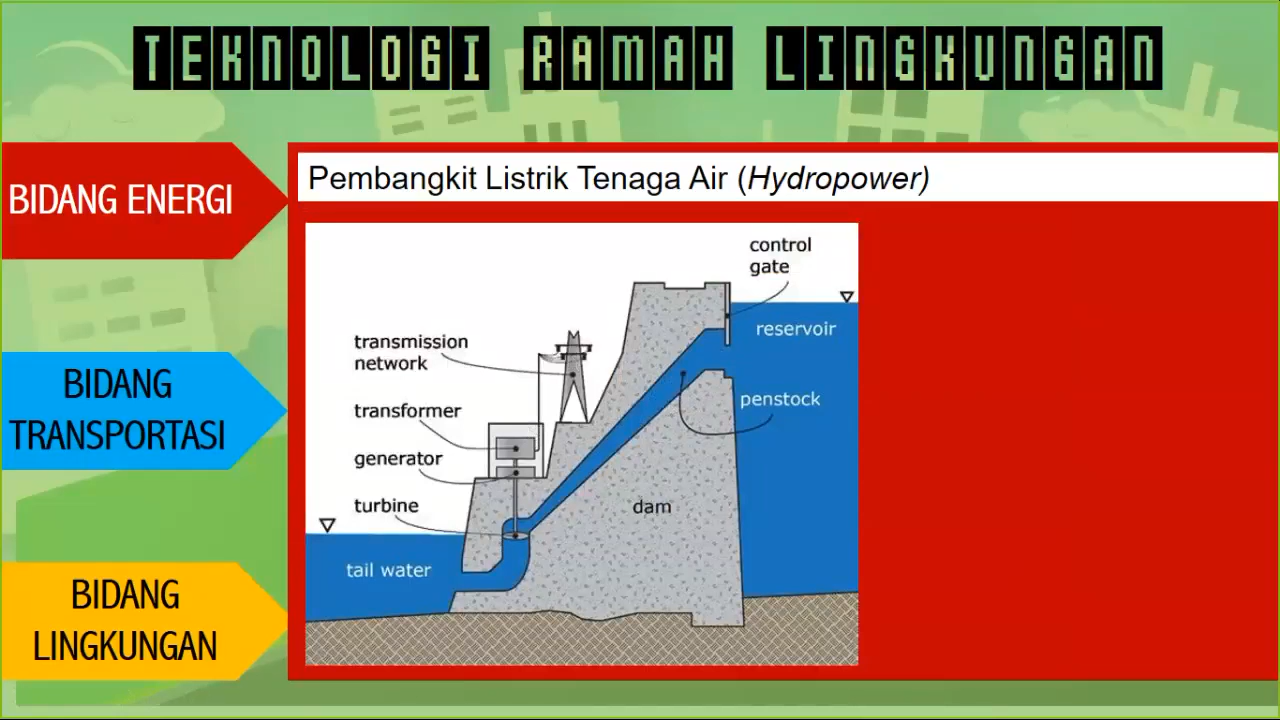 TEKNOLOGI RAMAH LINGKUNGAN
BIDANG ENERGI
BIDANG
TRANSPORTASI
BIDANG
LINGKUNGAN
Pembangkit Listrik Tenaga Air (Hydropower)
control
gate
reservoir
transmission
network
penstock
transformer
generator
turbine
dam
tail water